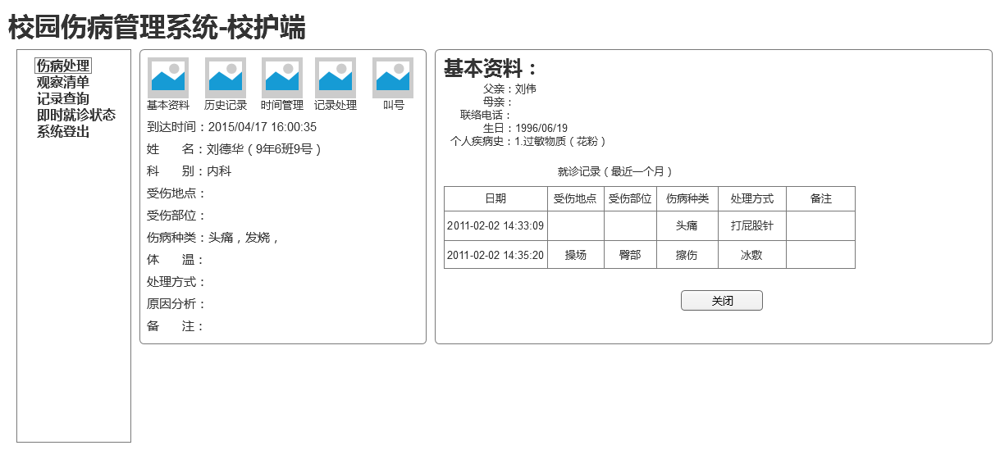 校园伤病管理系统-校护端
伤病处理
观察清单
记录查询
即时就诊状态
系统登出
基本资料 历史记录 时间管理 记录处理 叫号
到达时间：2015/04/17 16:00:35
姓 名：刘德华（9年6班9号）
科 别：内科
受伤地点：
受伤部位：
伤病种类：头痛，发烧，
体 温：
处理方式：
原因分析：
备 注：
基本资料：
父亲：刘伟
母亲：
联络电话：
生日：1996/06/19
个人疾病史：1.过敏物质（花粉）
就诊记录（最近一个月）
日期 受伤地点 受伤部位 伤病种类 处理方式 备注
2011-02-02 14:33:09 头痛 打屁股针
2011-02-02 14:35:20 操场 臀部 擦伤 冰敷
关闭